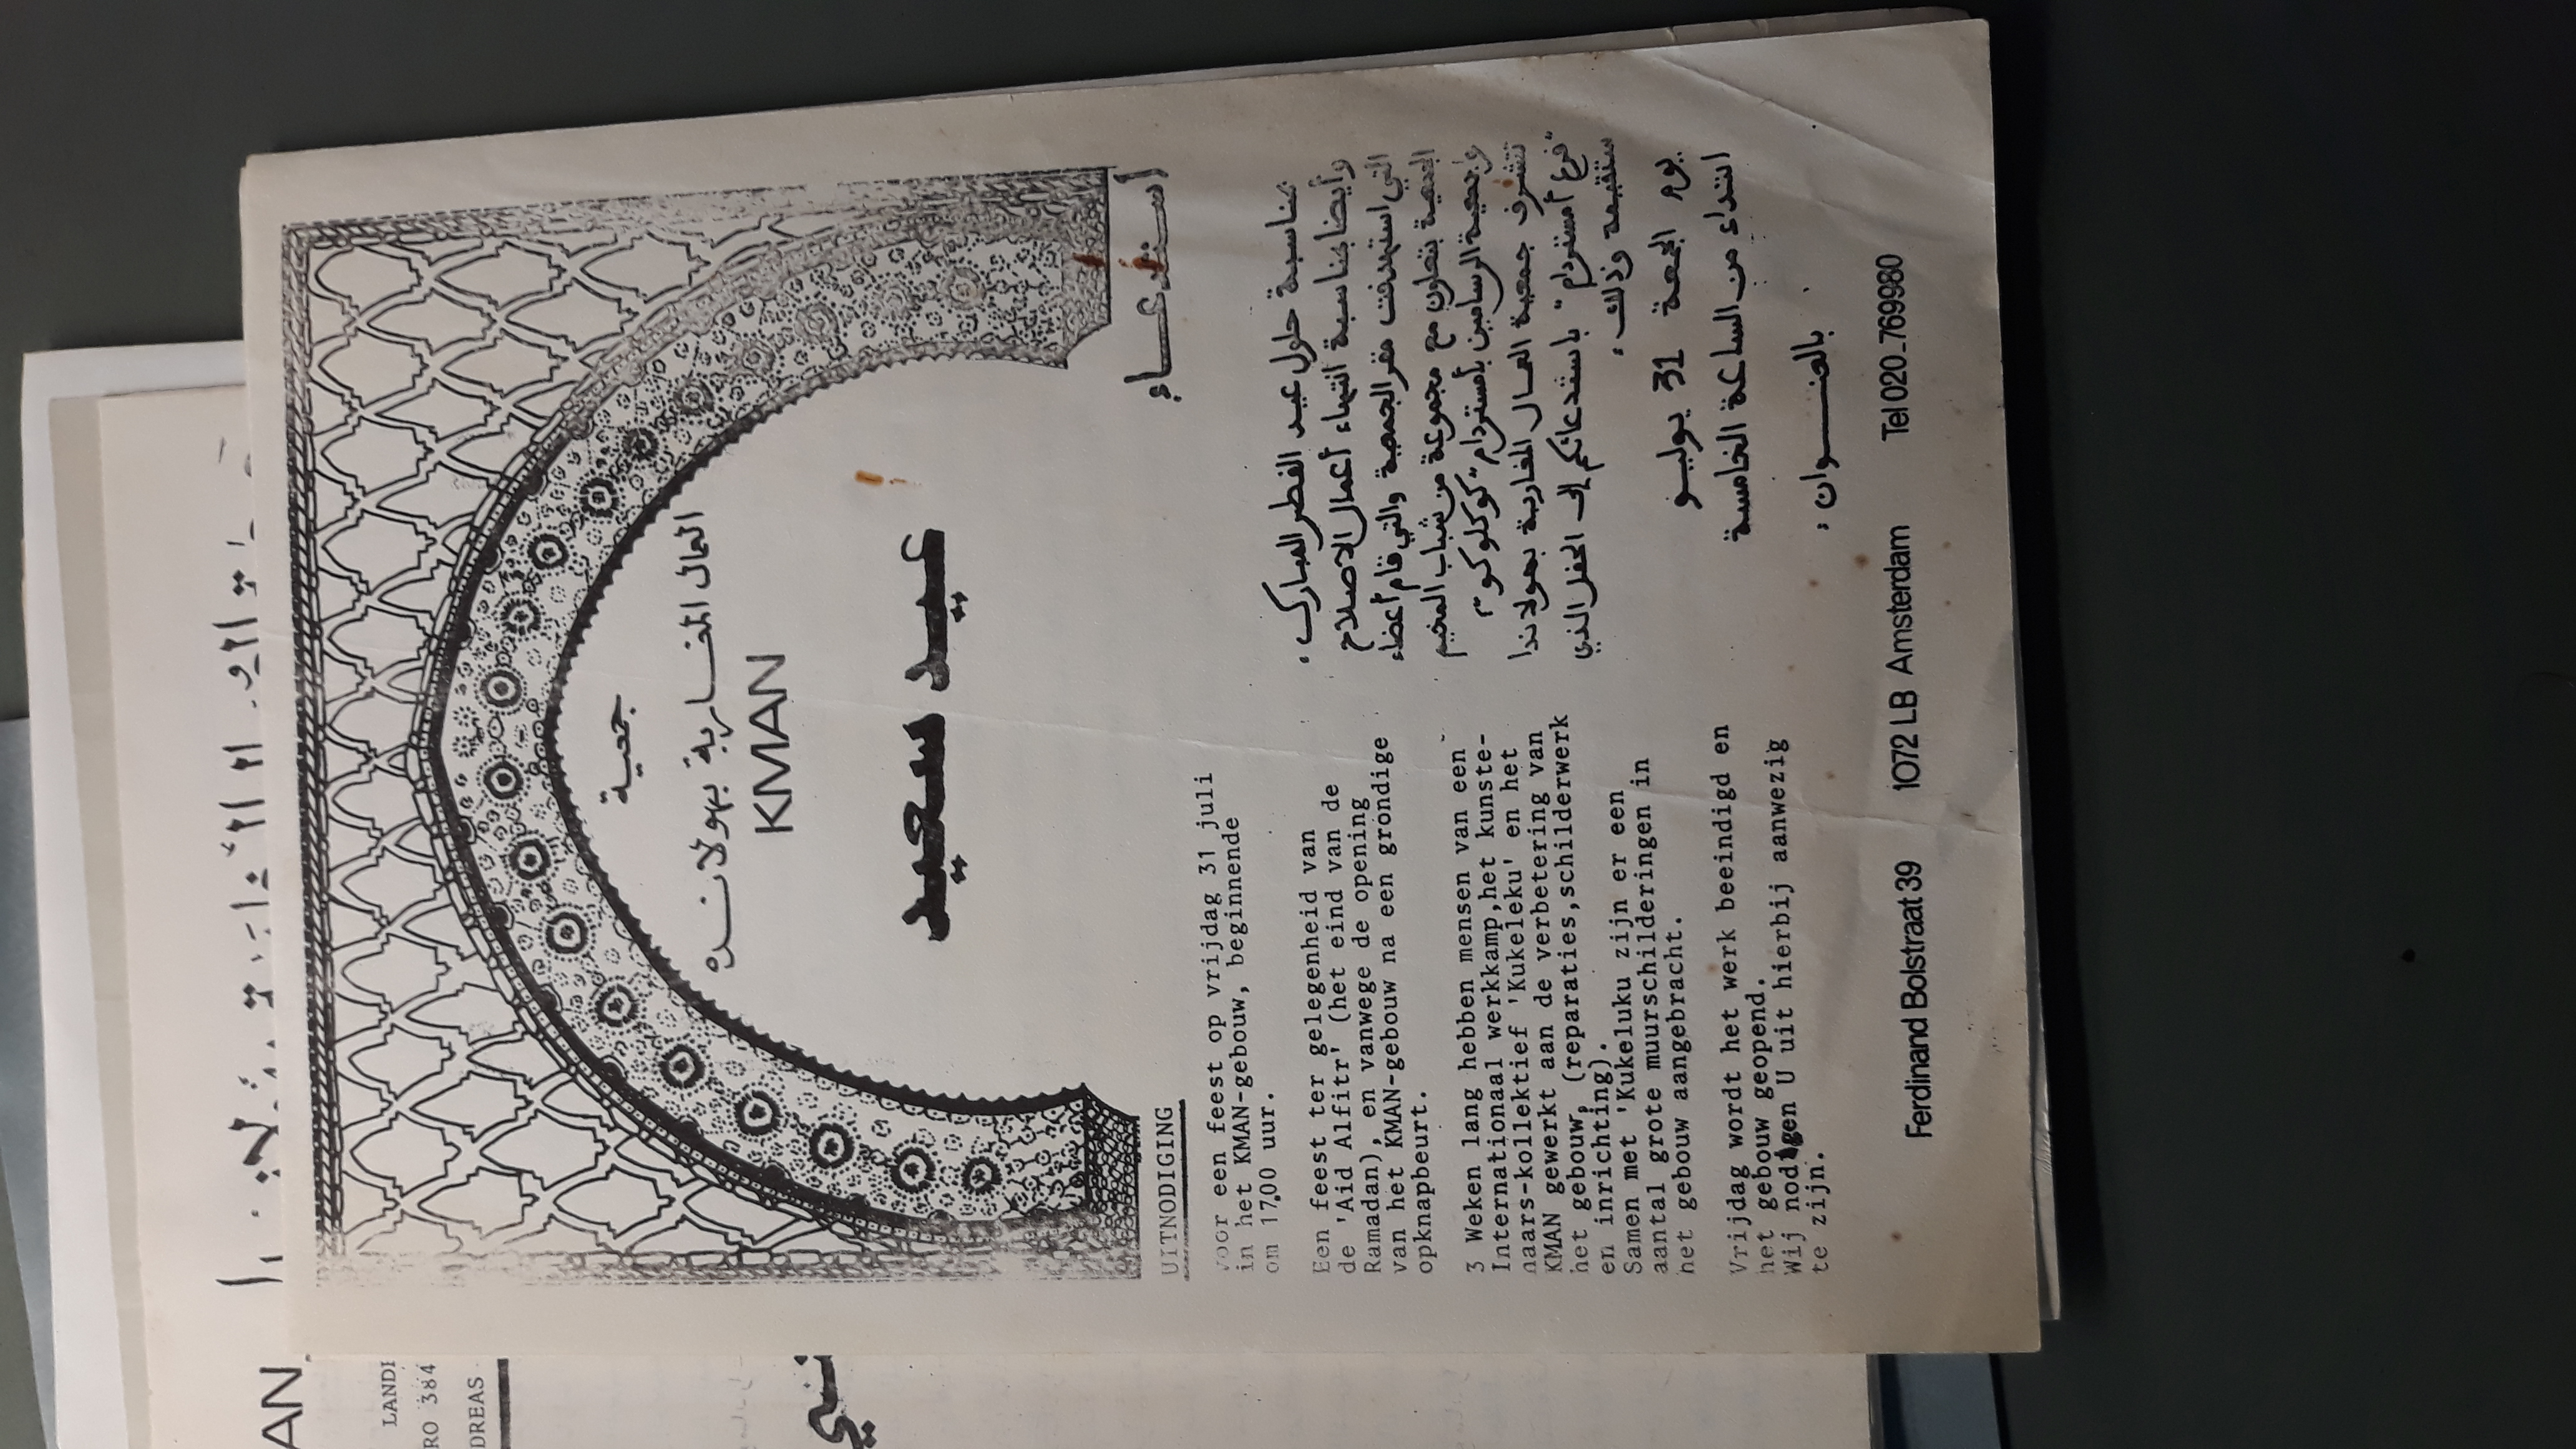 جمعية
العمال المغاربة بهولاندة
KMAN
عيد سعيد
UITNODIGING
voor een feest op vrijdag 31 juli
in het KMAN-gebouw, beginnende
om 17.00 uur.
Een feest ter gelegenheid van
de 'Aid Alfitr' (het eind van de
Ramadan), en vanwege de opening
van het KMAN-gebouw na een grondige
opknapbeurt.
3 Weken lang hebben mensen van een
Internationaal werkkamp,het kunste-
naars-kollektief 'Kukeleku' en het
KMAN gewerkt aan de verbetering van
het gebouw, (reparaties,schilderwerk
en inrichting).
Samen met 'Kukeluku zijn er een
aantal grote muurschilderingen in
het gebouw aangebracht.
Vrijdag wordt het werk beeindigd en
het gebouw geopend.
Wij nodigen U uit hierbij aanwezig
te zijn.
استدعاء
بمناسبة حلول عيد الفطر المبارك.
وأيضا بمناسبة انتهاء أعمال الاصلاح
التي استهدفت مقر الجمعية والتي قام أعضاء
الجمعية بتعاون مع مجموعة من شباب المخيم
وجمعية الرسامين بأمستردام "كوكلوكو"،
تتشرف جمعية العمال المغاربة بهولاندا
"فرع أمستردام" باستدعائكم إلى الحفل الذي
ستقيمه وذلك:
يوم الجمعة 31 يوليو
ابتداء من الساعة الخامسة
بالعنوان:
Ferdinand Bolstraat 39 1072 LB Amsterdam Tel 020_769980
AN
LANDI
RO 384
DREAS